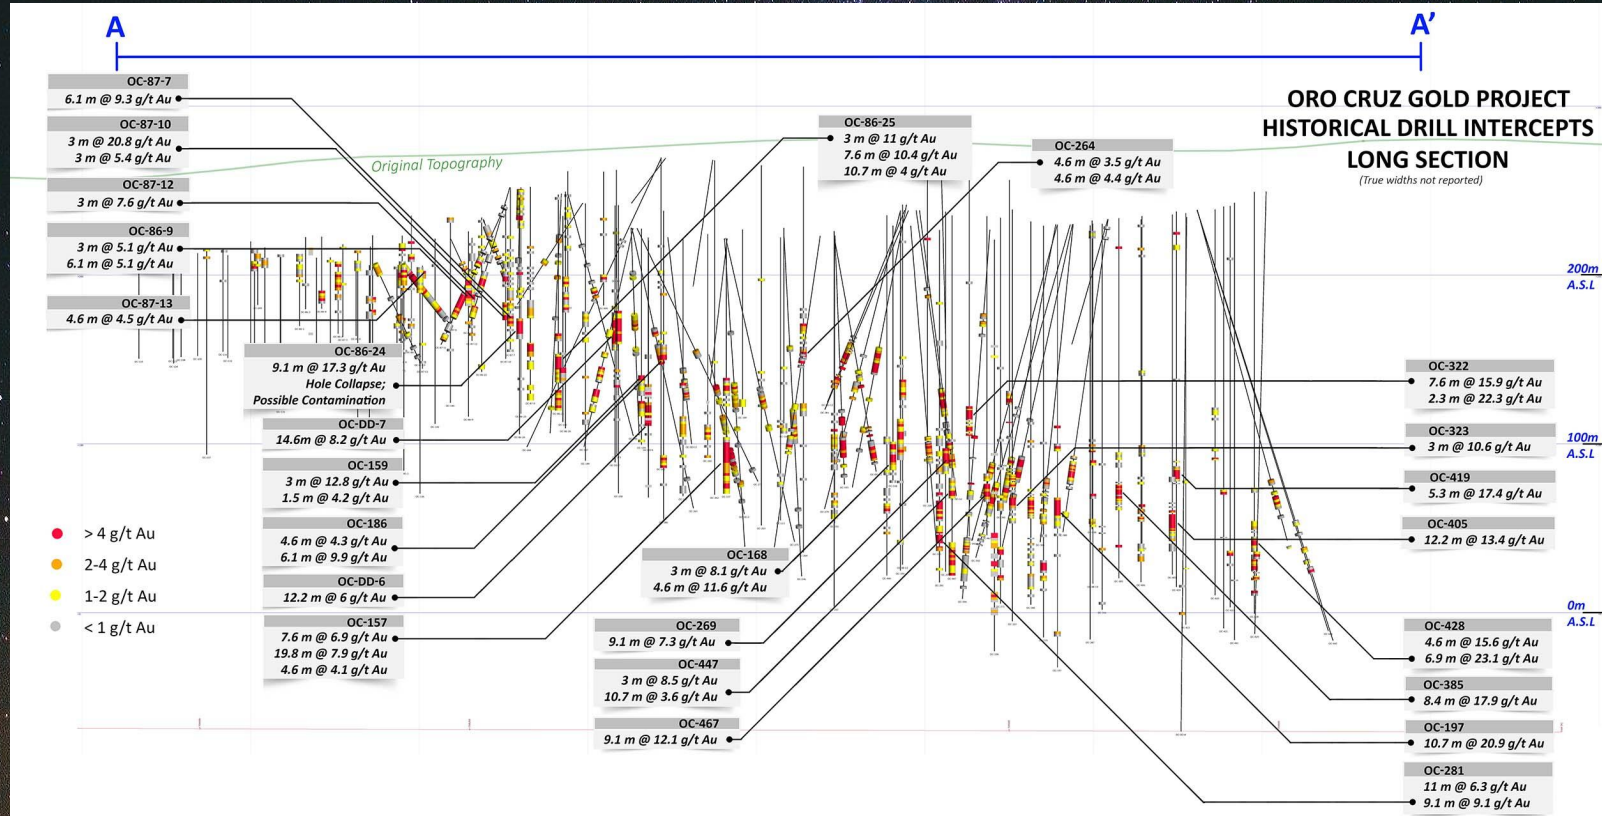 A
A’
ORO CRUZ GOLD PROJECT
HISTORICAL DRILL INTERCEPTS
LONG SECTION
(True widths not reported)
Original Topography
OC-87-7
6.1 m @ 9.3 g/t Au
OC-87-10
3 m @ 20.8 g/t Au
3 m @ 5.4 g/t Au
OC-87-12
3 m @ 7.6 g/t Au
OC-86-9
3 m @ 5.1 g/t Au
6.1 m @ 5.1 g/t Au
OC-87-13
4.6 m @ 4.5 g/t Au
OC-86-24
9.1 m @ 17.3 g/t Au
Hole Collapse;
Possible Contamination
OC-DD-7
14.6m @ 8.2 g/t Au
OC-159
3 m @ 12.8 g/t Au
1.5 m @ 4.2 g/t Au
OC-186
4.6 m @ 4.3 g/t Au
6.1 m @ 9.9 g/t Au
OC-DD-6
12.2 m @ 6 g/t Au
OC-157
7.6 m @ 6.9 g/t Au
19.8 m @ 7.9 g/t Au
4.6 m @ 4.1 g/t Au
> 4 g/t Au
2-4 g/t Au
1-2 g/t Au
< 1 g/t Au
OC-86-25
3 m @ 11 g/t Au
7.6 m @ 10.4 g/t Au
10.7 m @ 4 g/t Au
OC-264
4.6 m @ 3.5 g/t Au
4.6 m @ 4.4 g/t Au
OC-168
3 m @ 8.1 g/t Au
4.6 m @ 11.6 g/t Au
OC-269
9.1 m @ 7.3 g/t Au
OC-447
3 m @ 8.5 g/t Au
10.7 m @ 3.6 g/t Au
OC-467
9.1 m @ 12.1 g/t Au
200m
A.S.L
OC-322
7.6 m @ 15.9 g/t Au
2.3 m @ 22.3 g/t Au
OC-323
3 m @ 10.6 g/t Au
100m
A.S.L
OC-419
5.3 m @ 17.4 g/t Au
OC-405
12.2 m @ 13.4 g/t Au
0m
A.S.L
OC-428
4.6 m @ 15.6 g/t Au
6.9 m @ 23.1 g/t Au
OC-385
8.4 m @ 17.9 g/t Au
OC-197
10.7 m @ 20.9 g/t Au
OC-281
11 m @ 6.3 g/t Au
9.1 m @ 9.1 g/t Au